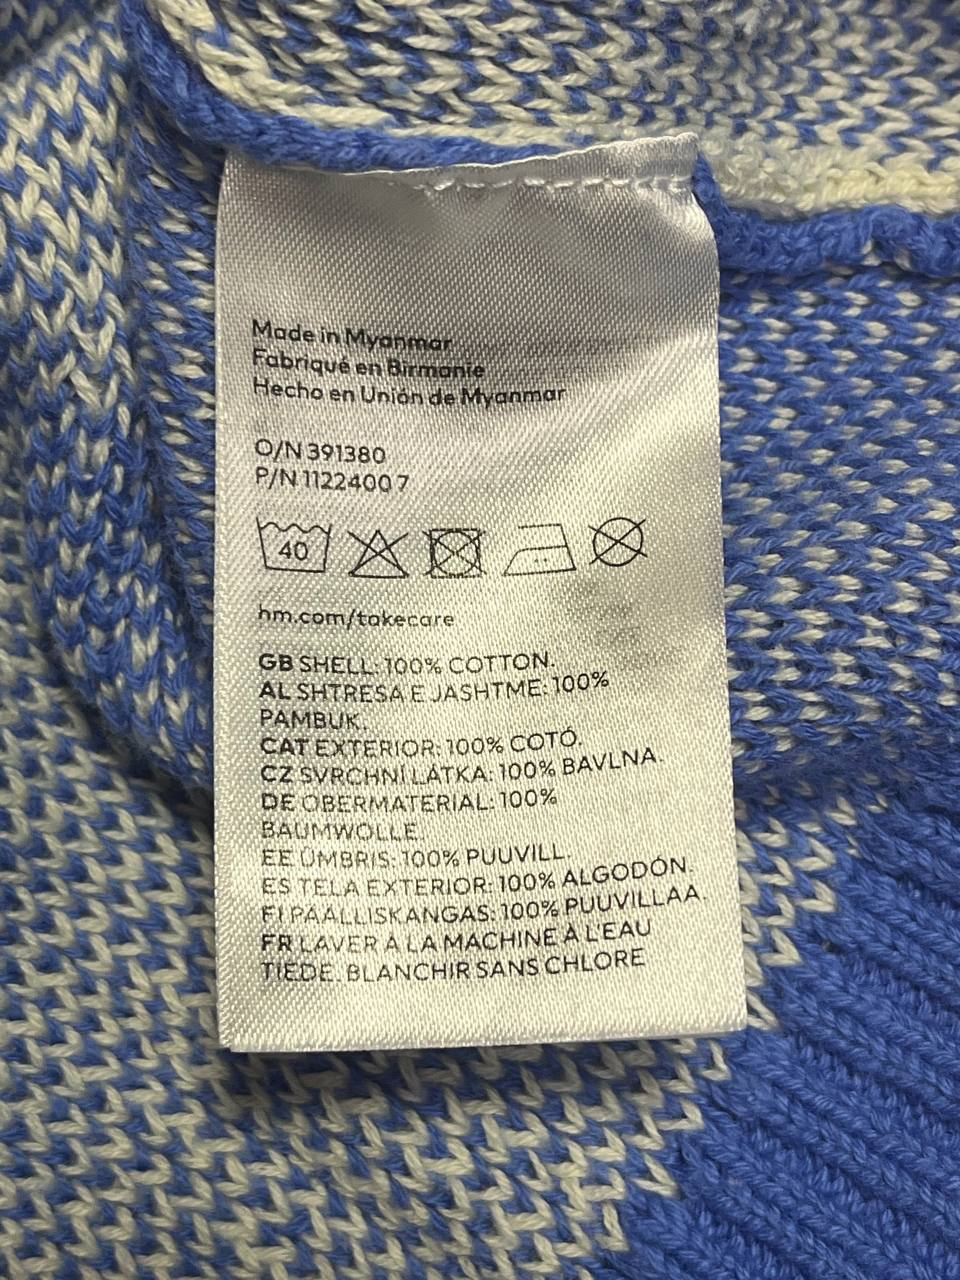 Made in Myanmar
Fabriqué en Birmanie
Hecho en Unión de Myanmar
O/N 391380
P/N 1122400 7
40
hm.com/takecare
GB SHELL: 100% COTTON.
AL SHTRESA E JASHTME: 100%
PAMBUK.
CAT EXTERIOR: 100% COTÓ.
CZ SVRCHNÍ LÁTKA: 100% BAVLNA.
DE OBERMATERIAL: 100%
BAUMWOLLE.
EE ÜMBRIS: 100% PUUVILL.
ES TELA EXTERIOR: 100% ALGODÓN.
FI PÄÄLLISKANGAS: 100% PUUVILLAA.
FR LAVER À LA MACHINE À L'EAU
TIÈDE. BLANCHIR SANS CHLORE